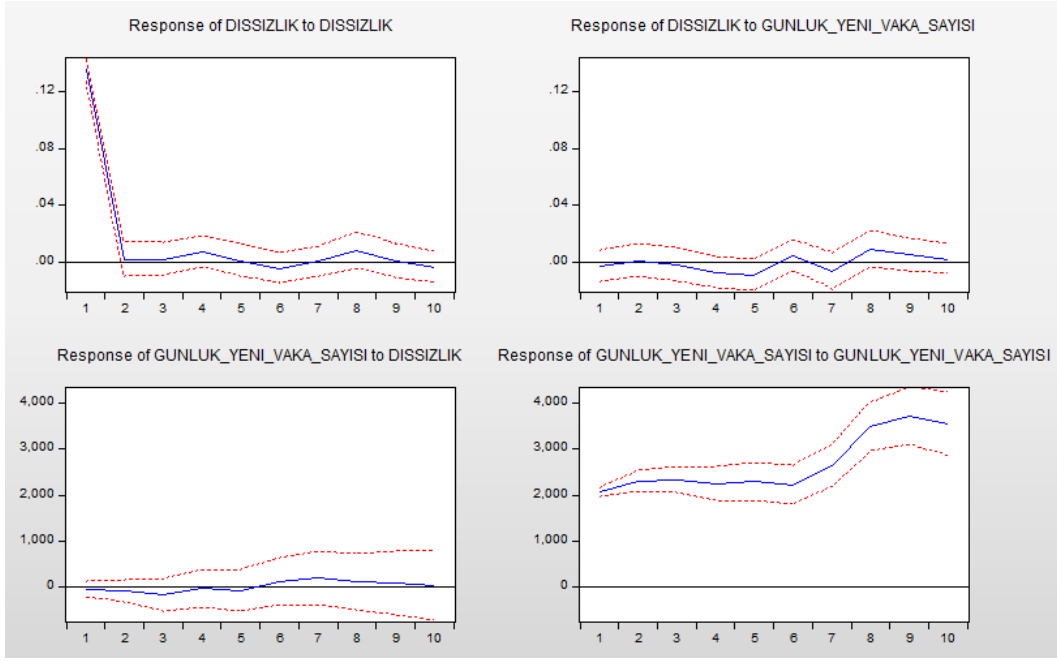 Response of DISSIZLIK to DISSIZLIK
.12
.08
.04
.00
1 2 3 4 5 6 7 8 9 10
Response of DISSIZLIK to GUNLUK_YENI_VAKA_SAYISI
.12
.08
.04
.00
1 2 3 4 5 6 7 8 9 10
Response of GUNLUK_YENI_VAKA_SAYISI to DISSIZLIK
4,000
3,000
2,000
1,000
0
1 2 3 4 5 6 7 8 9 10
Response of GUNLUK_YENI_VAKA_SAYISI to GUNLUK_YENI_VAKA_SAYISI
4,000
3,000
2,000
1,000
0
1 2 3 4 5 6 7 8 9 10